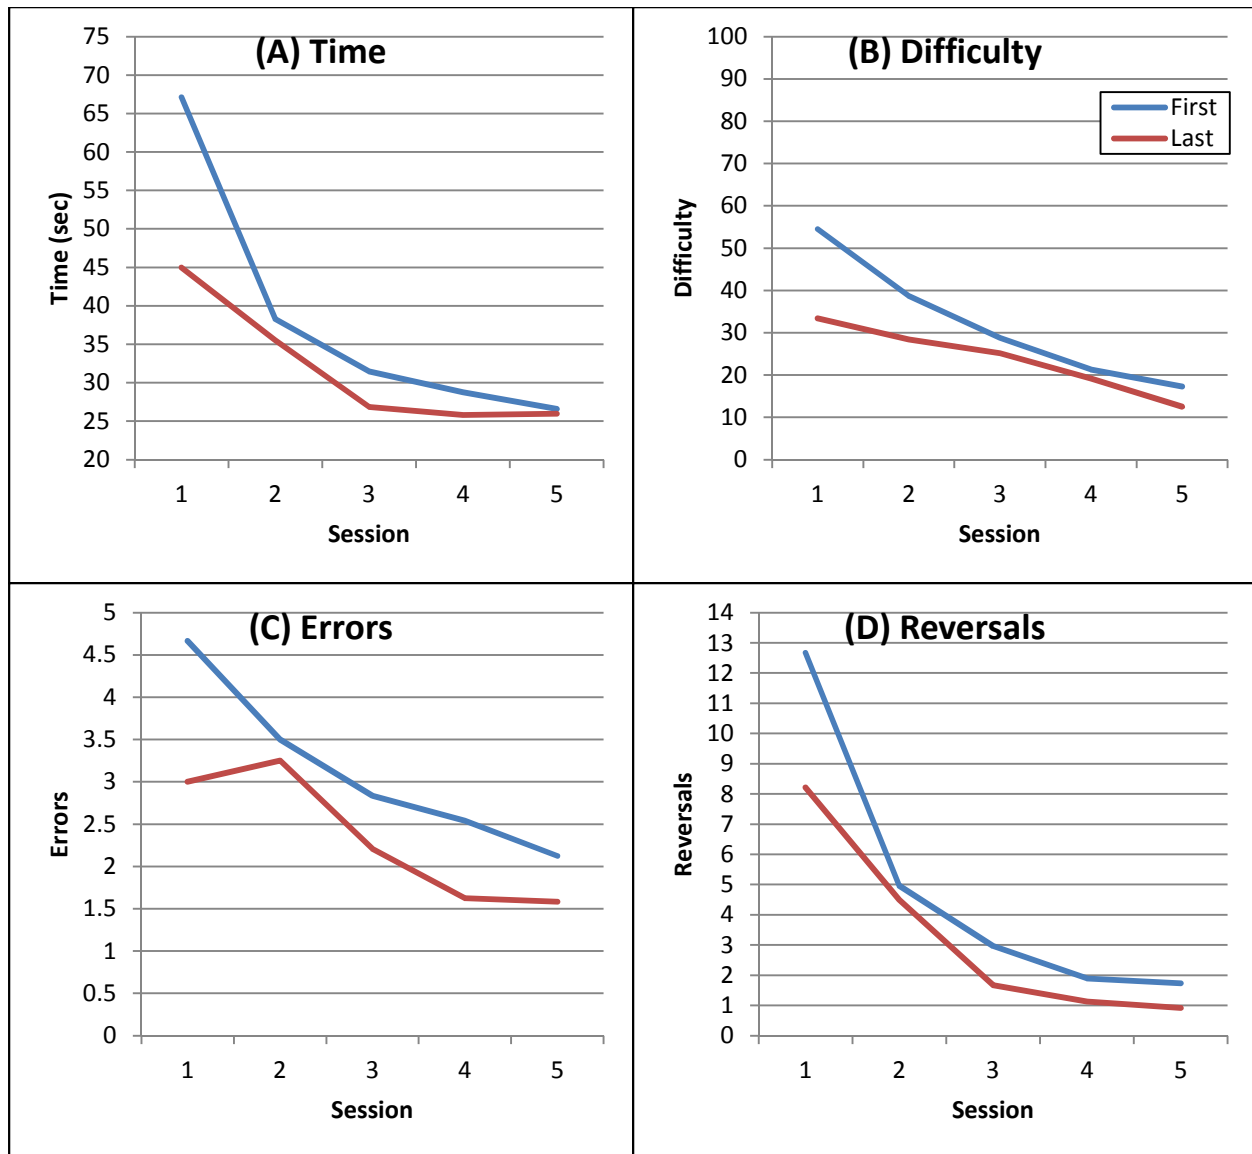 (A) Time
75
70
65
60
55
50
45
40
35
30
25
20
Time (sec)
1 2 3 4 5
Session
(B) Difficulty
100
90
80
70
60
50
40
30
20
10
0
Difficulty
First
Last
1 2 3 4 5
Session
(C) Errors
5
4.5
4
3.5
3
2.5
2
1.5
1
0.5
0
Errors
1 2 3 4 5
Session
(D) Reversals
14
13
12
11
10
9
8
7
6
5
4
3
2
1
0
Reversals
1 2 3 4 5
Session